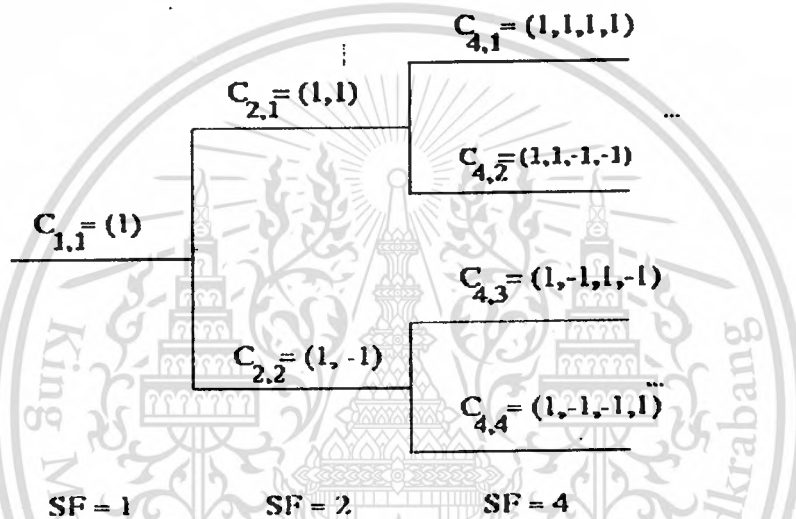 C4,1 = (1,1,1,1)
C2,1 = (1,1)
...
C4,2 = (1,1,-1,-1)
C1,1 = (1)
C4,3 = (1,-1,1,-1)
C2,2 = (1, -1)
...
C4,4 = (1,-1,-1,1)
SF = 1 SF = 2 SF = 4
King M
dkrabang